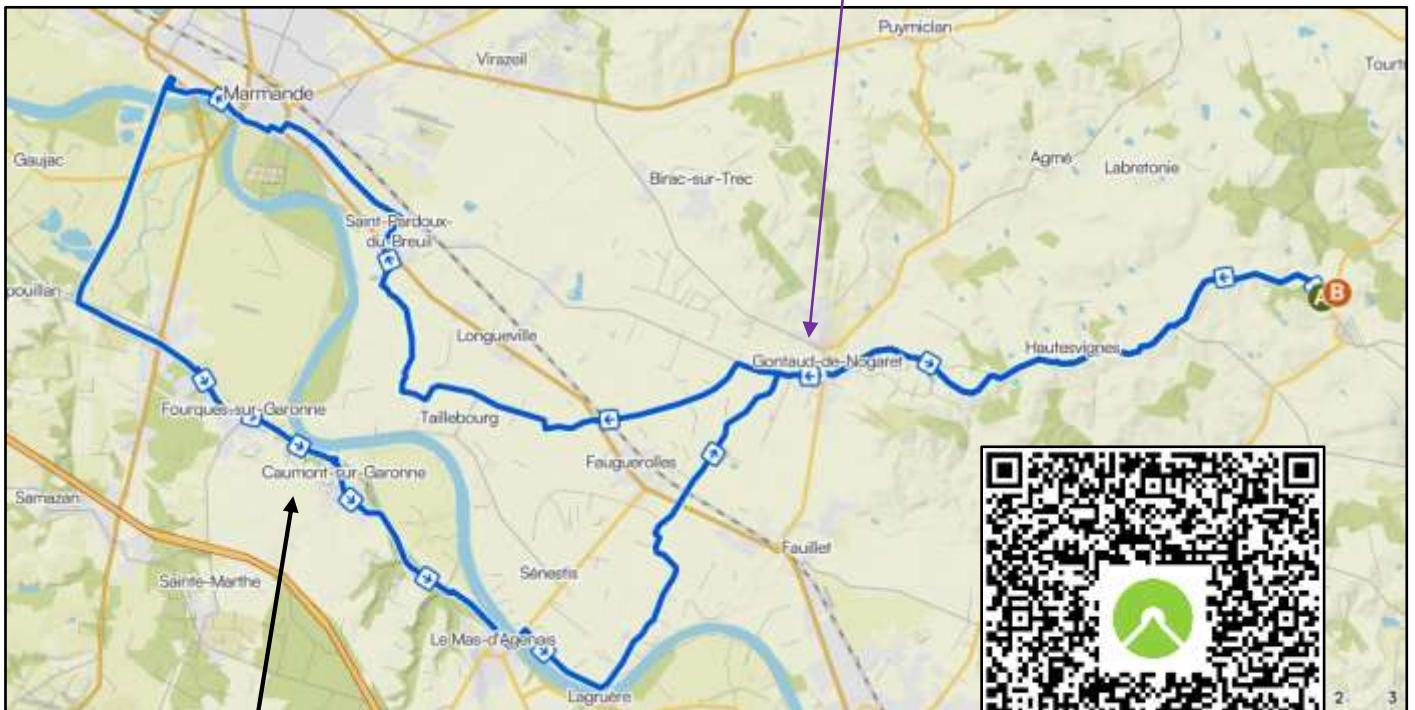 Puymiclan
Virazeil
Tourt
Marmande
Gaujac
Agmé
Labretonie
Birac-sur-Trec
Saint-Pardoux-
du-Breuil
pouillan
A B
Longueville
Hautesvignes
Gontaud-de-Nogaret
Fourques-sur-Garonne
Taillebourg
Fauguerolles
Caumont-sur-Garonne
Samazan
Fauillet
Sénestis
Sainte-Marthe
Le Mas-d'Agenais
Lagruère
2 3